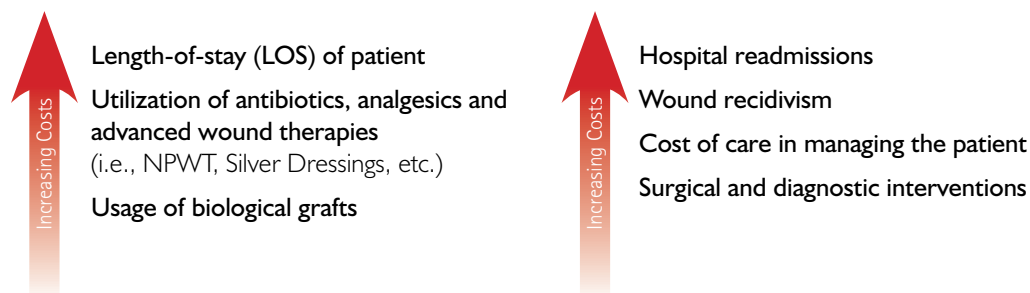 Increasing Costs
Length-of-stay (LOS) of patient
Utilization of antibiotics, analgesics and
advanced wound therapies
(i.e., NPWT, Silver Dressings, etc.)
Usage of biological grafts
Increasing Costs
Hospital readmissions
Wound recidivism
Cost of care in managing the patient
Surgical and diagnostic interventions